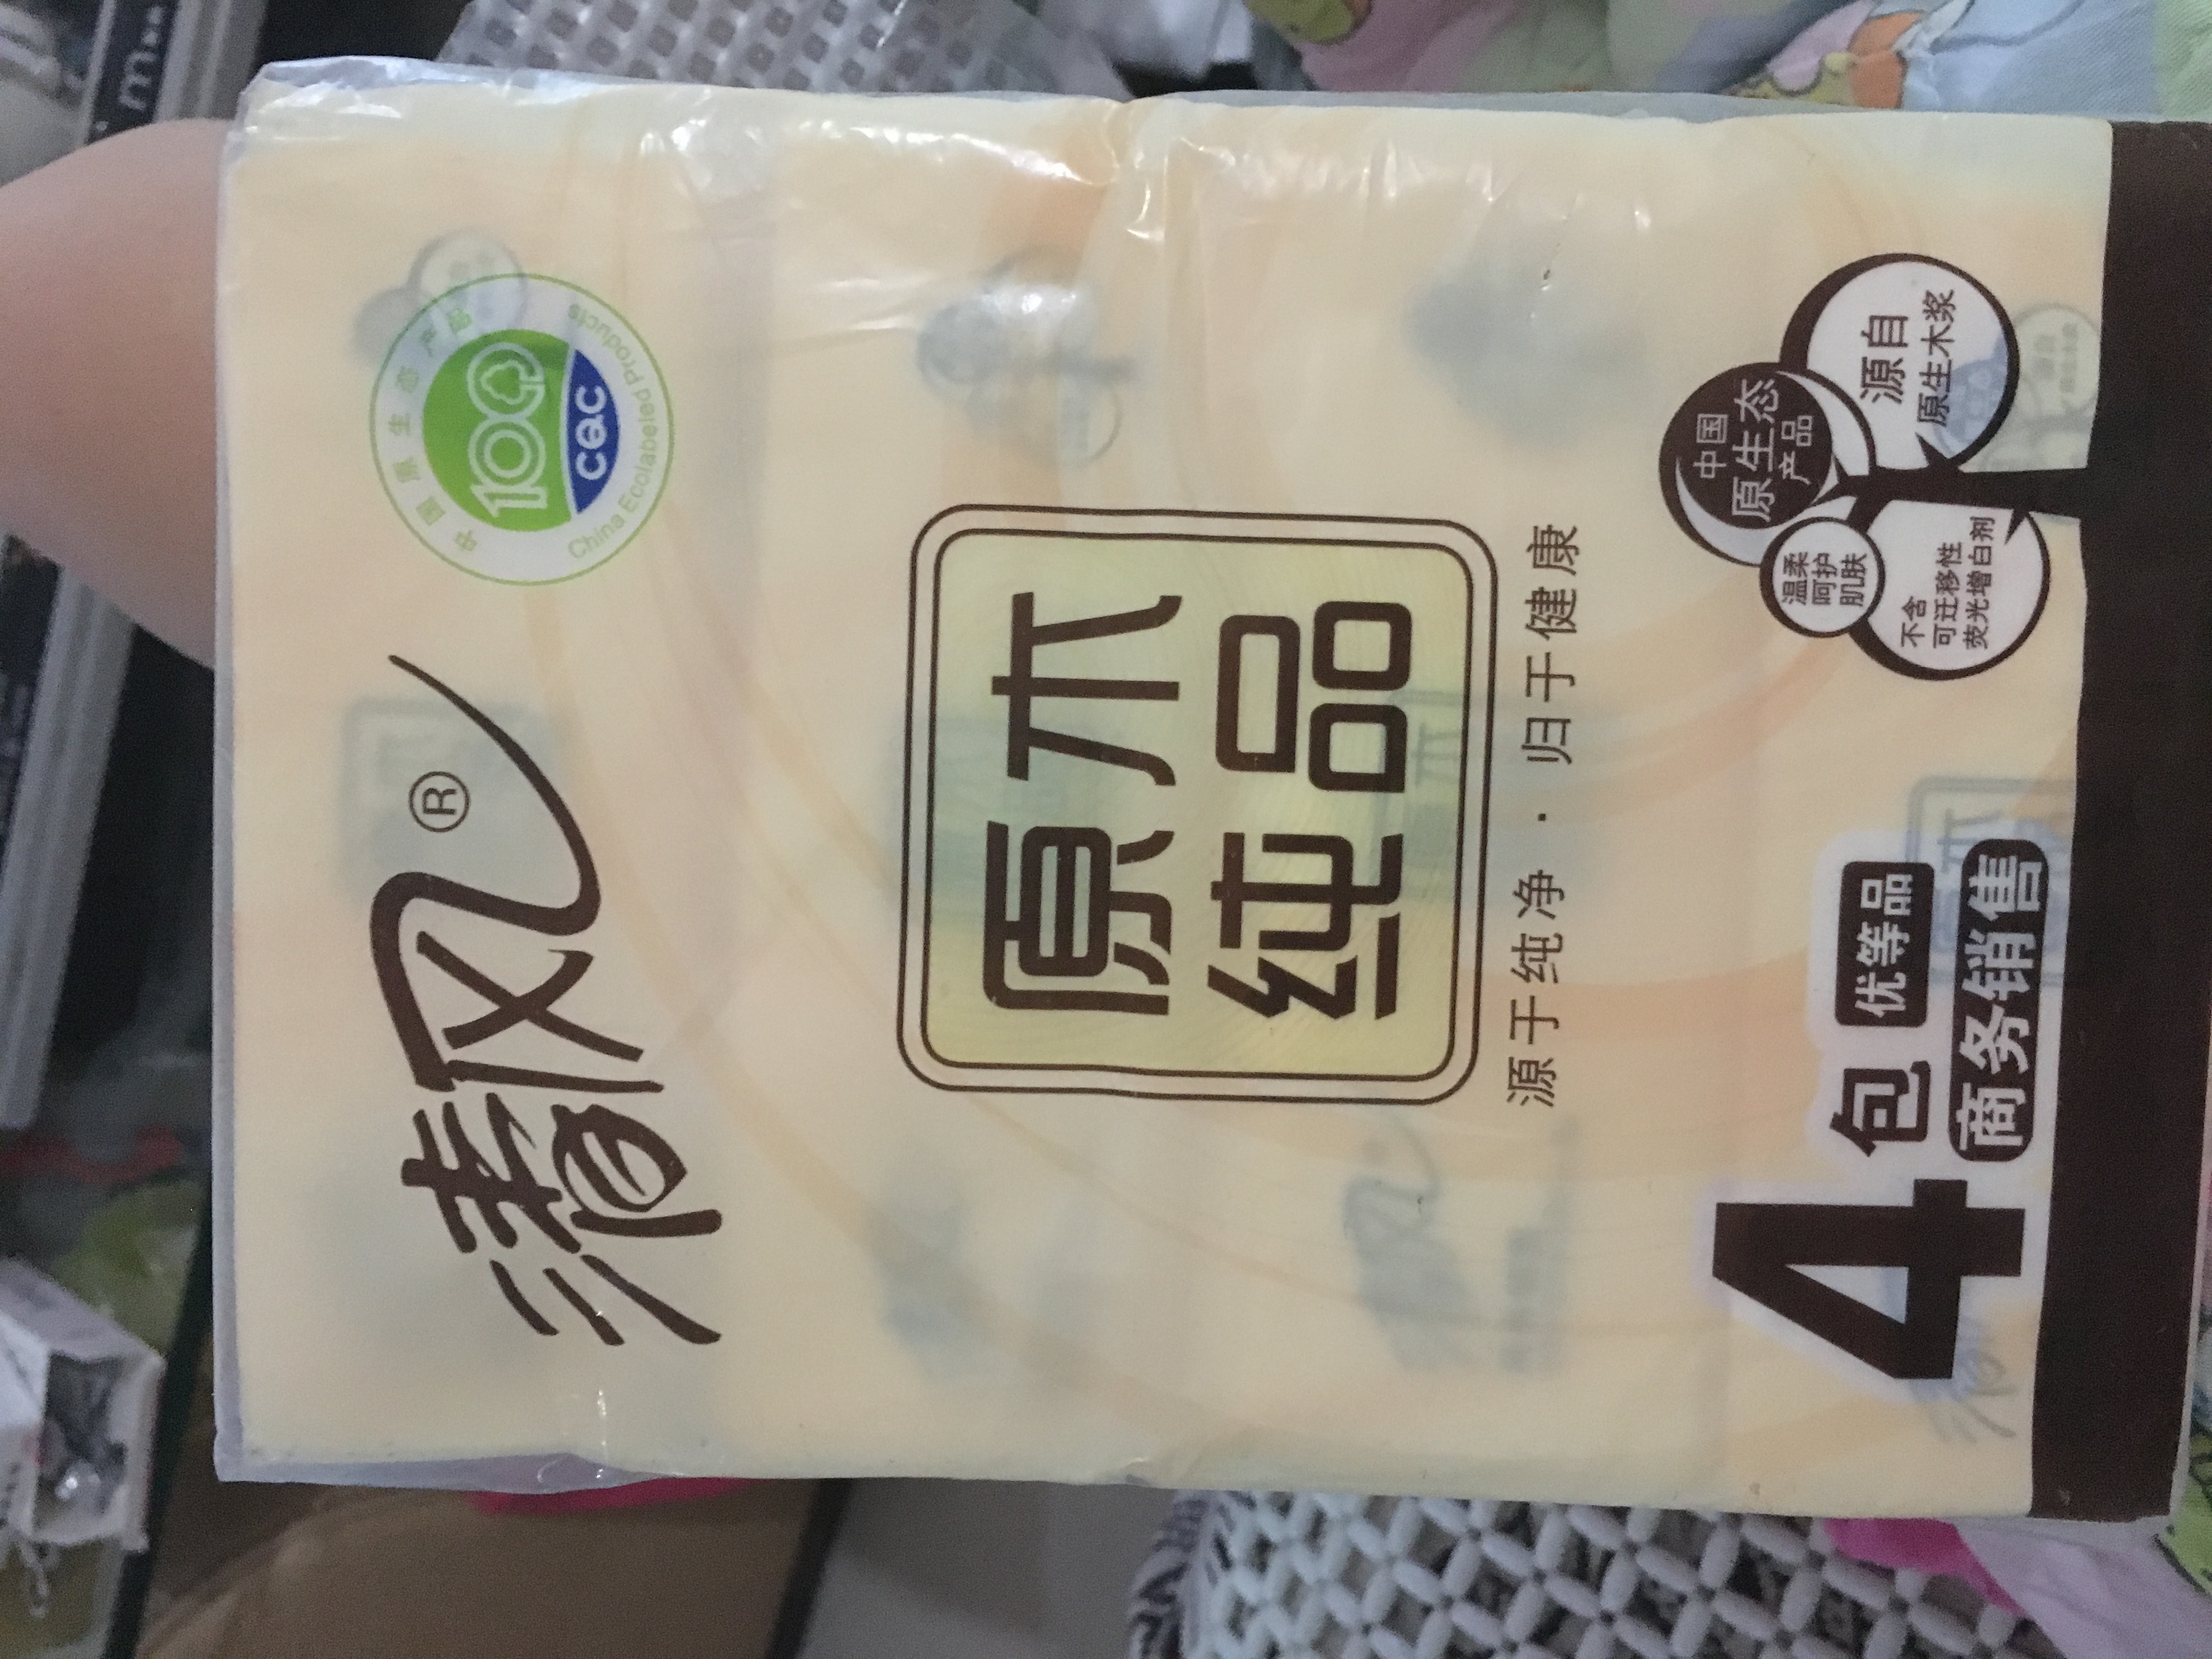 清风®
中国原生态产品
100
CQC
China Ecolabeled Products
原木
纯品
源于纯净·归于健康
4包
优等品
商务销售
中国
原生态
产品
源自
原生木浆
温柔
呵护
肌肤
不含
可迁移性
荧光增白剂